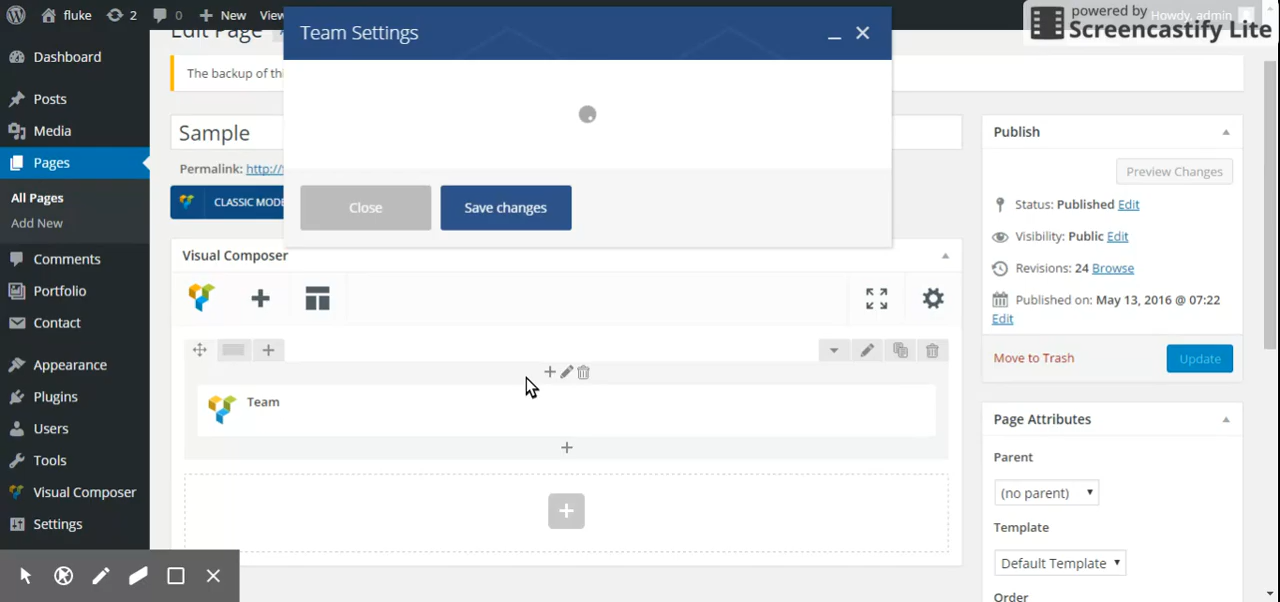 fluke 2 0 New View
Howdy, admin
powered by
Screencastify Lite
Dashboard
Posts
Media
Pages
All Pages
Add New
Comments
Portfolio
Contact
Appearance
Plugins
Users
Tools
Visual Composer
Settings
Edit Page
The backup of thi
Sample
Permalink: http://
CLASSIC MODE
Team Settings
Close
Save changes
Visual Composer
Team
Publish
Preview Changes
Status: Published Edit
Visibility: Public Edit
Revisions: 24 Browse
Published on: May 13, 2016 @ 07:22
Edit
Move to Trash
Update
Page Attributes
Parent
(no parent)
Template
Default Template
Order